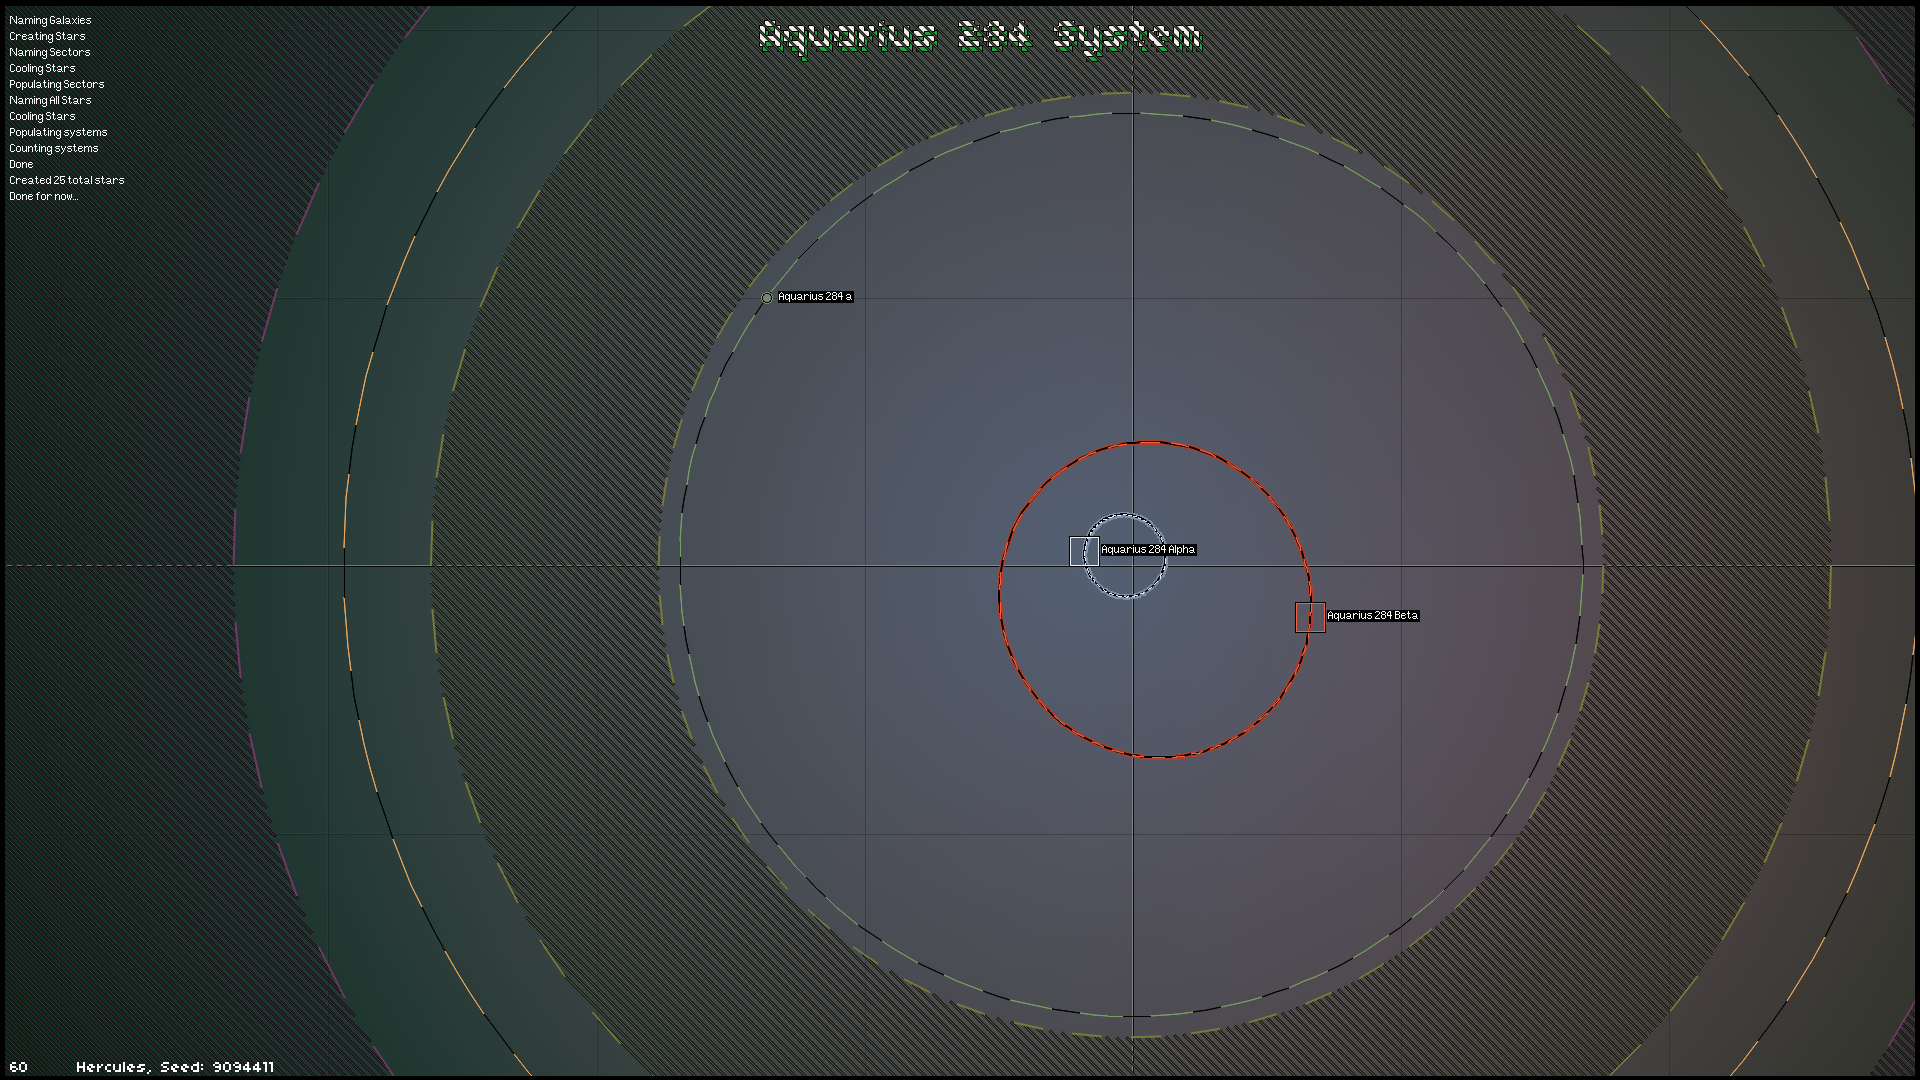 Aquarius 284 System
Naming Galaxies
Creating Stars
Naming Sectors
Cooling Stars
Populating Sectors
Naming All Stars
Cooling Stars
Populating systems
Counting systems
Done
Created 25 total stars
Done for now...
Aquarius 284 a
Aquarius 284 Alpha
Aquarius 284 Beta
60 Hercules, Seed: 9094411